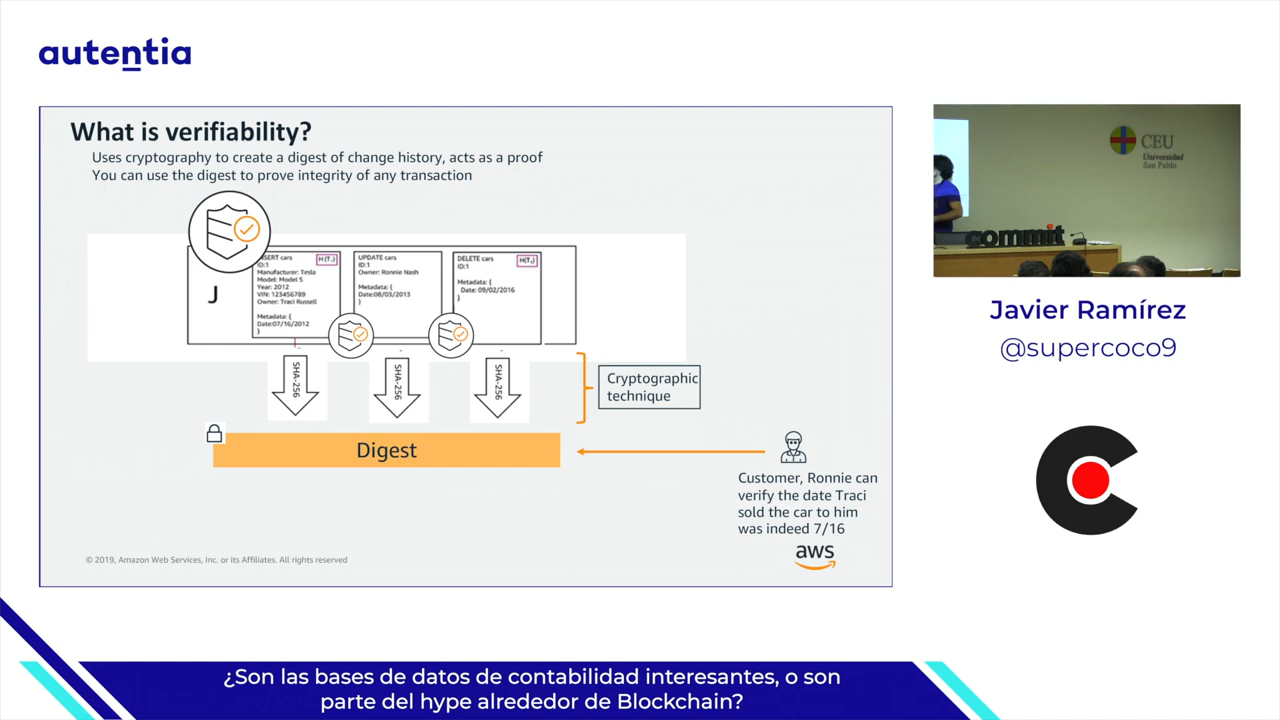 autentia
What is verifiability?
Uses cryptography to create a digest of change history, acts as a proof
You can use the digest to prove integrity of any transaction
J
SERT cars
ID:1
Manufacturer: Tesla
Model: Model S
Year: 2012
VIN: 123456789
Owner: Traci Russell
Metadata: {
Date:07/16/2012
}
H(T₁)
UPDATE cars
ID:1
Owner: Ronnie Nash
Metadata: {
Date:08/03/2013
}
DELETE cars
ID:1
Metadata: {
Date: 09/02/2016
}
SHA-256
SHA-256
SHA-256
Cryptographic
technique
Digest
Customer, Ronnie can
verify the date Traci
sold the car to him
was indeed 7/16
© 2019, Amazon Web Services, Inc. or its Affiliates. All rights reserved
aws
CEU
Universidad
San Pablo
commit
Javier Ramírez
@supercoco9
¿Son las bases de datos de contabilidad interesantes, o son
parte del hype alrededor de Blockchain?